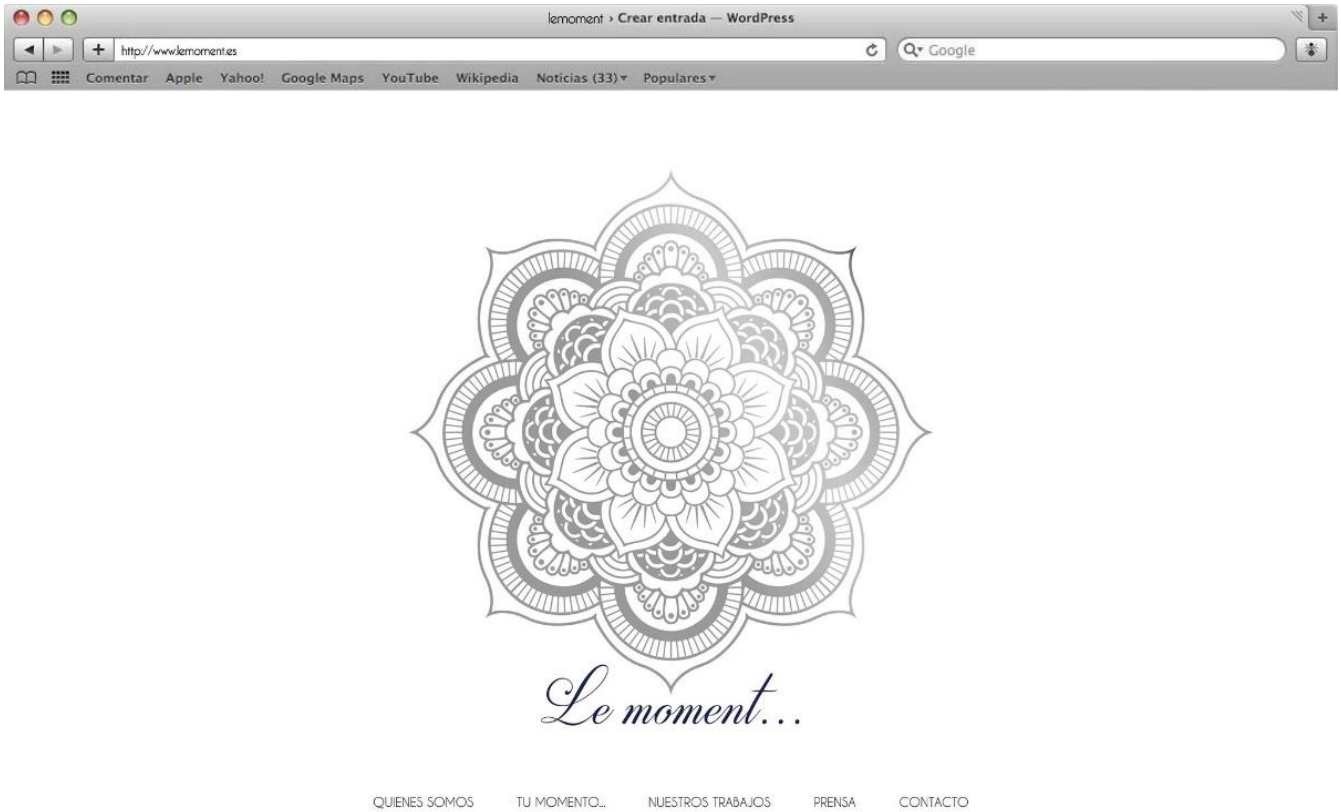 lemoment › Crear entrada — WordPress
http://www.lemoment.es Google
Comentar Apple Yahoo! Google Maps YouTube Wikipedia Noticias (33) Populares
Le moment...
QUIENES SOMOS TU MOMENTO... NUESTROS TRABAJOS PRENSA CONTACTO